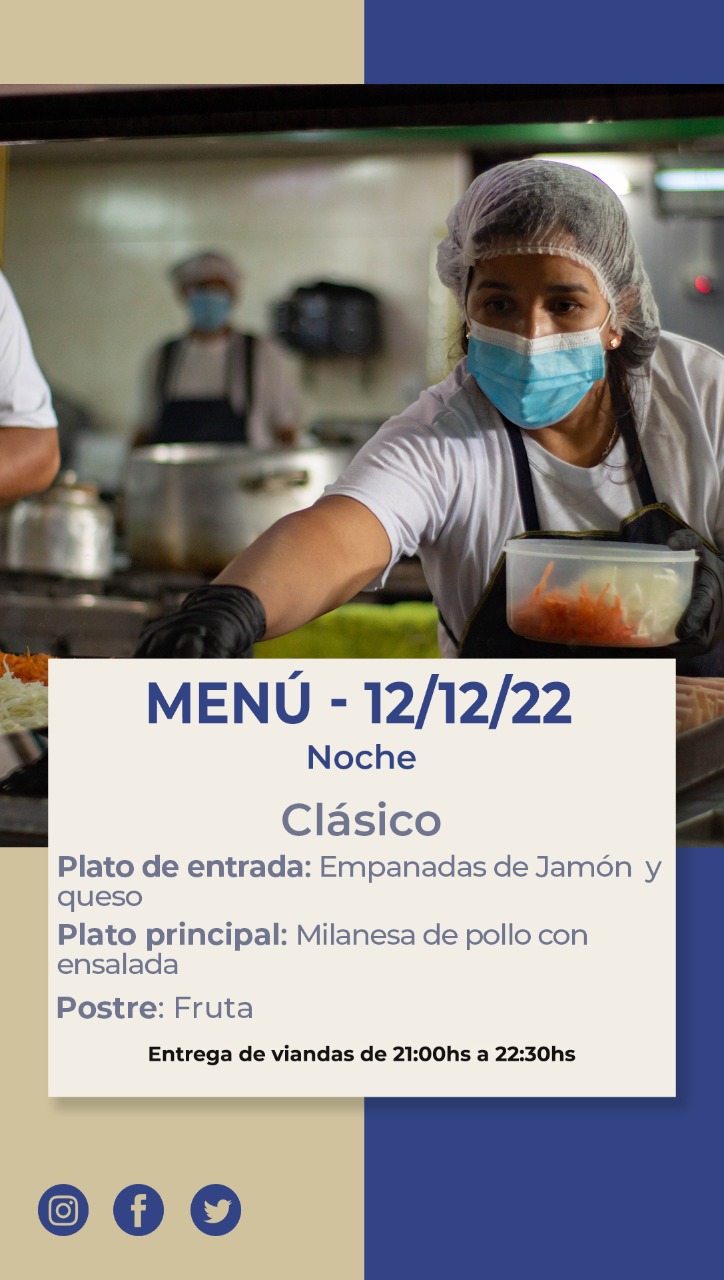 MENÚ - 12/12/22
Noche
Clásico
Plato de entrada: Empanadas de Jamón y
queso
Plato principal: Milanesa de pollo con
ensalada
Postre: Fruta
Entrega de viandas de 21:00hs a 22:30hs